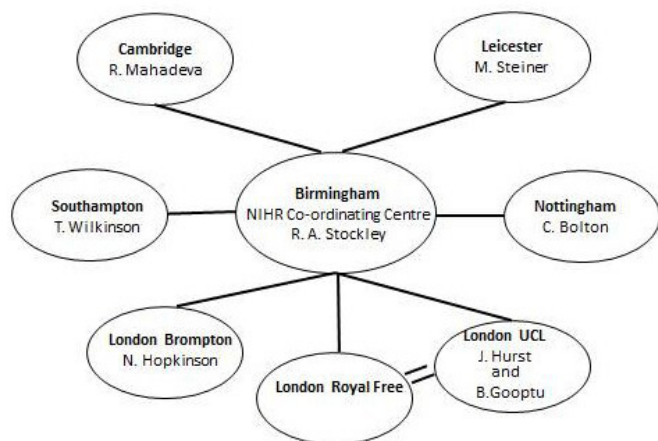 Cambridge
R. Mahadeva
Leicester
M. Steiner
Southampton
T. Wilkinson
Birmingham
NIHR Co-ordinating Centre
R. A. Stockley
Nottingham
C. Bolton
London Brompton
N. Hopkinson
London Royal Free
London UCL
J. Hurst
and
B.Gooptu